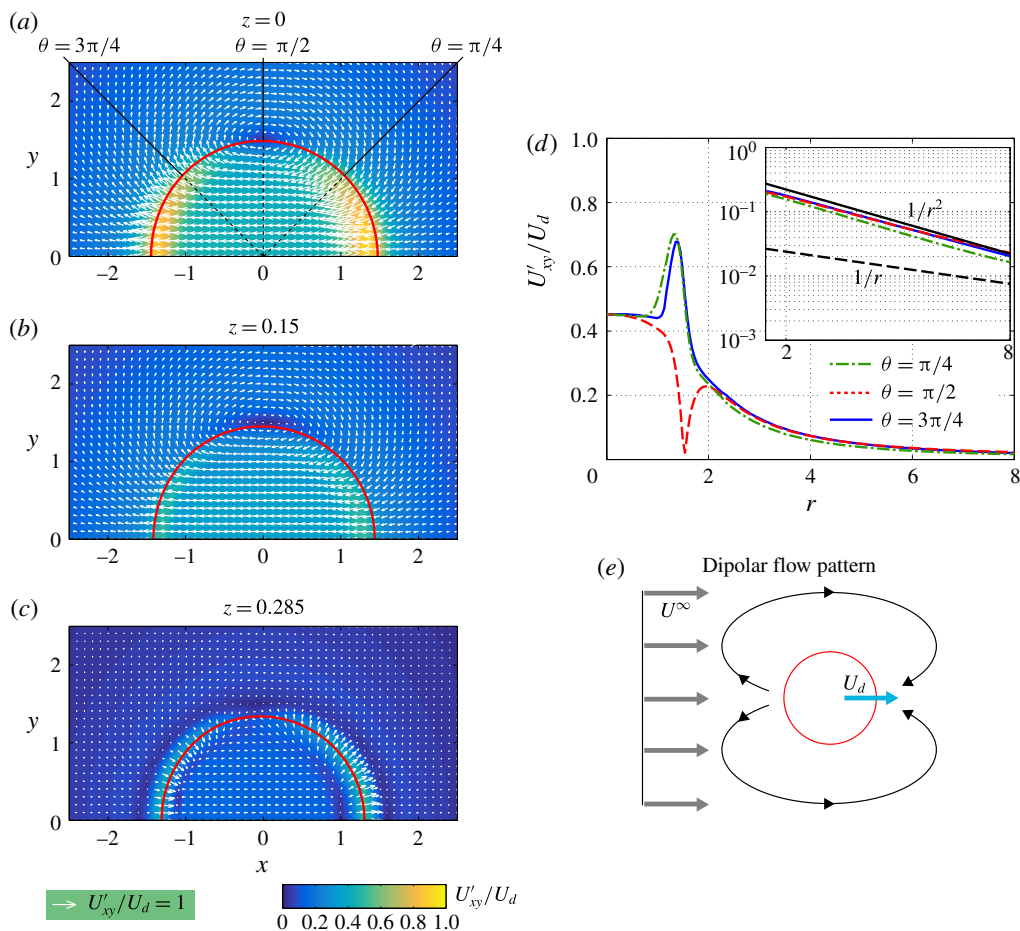 (a)
z = 0
θ = 3π/4
θ = π/2
θ = π/4
2
y
1
0
−2
−1
0
1
2
(b)
z = 0.15
2
y
1
0
−2
−1
0
1
2
(c)
z = 0.285
2
y
1
0
−2
−1
0
1
2
x
U′xy/Ud = 1
U′xy/Ud
0
0.2
0.4
0.6
0.8
1.0
(d)
1.0
0.8
0.6
0.4
0.2
U′xy/Ud
0
2
4
6
8
r
10⁰
10⁻¹
10⁻²
10⁻³
2
8
1/r²
1/r
θ = π/4
θ = π/2
θ = 3π/4
(e)
Dipolar flow pattern
U∞
Ud